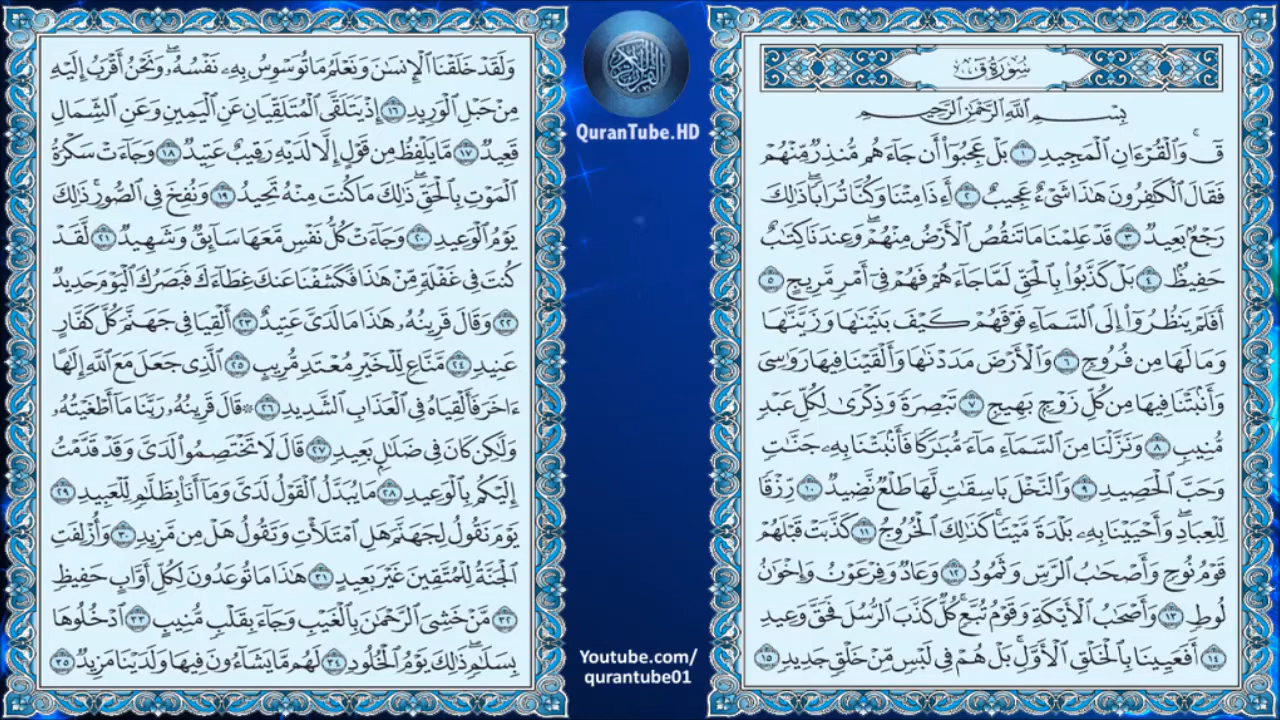 سُورَةُ ق
بِسْمِ ٱللَّهِ ٱلرَّحْمَٰنِ ٱلرَّحِيمِ
قٓ ۚ وَٱلْقُرْءَانِ ٱلْمَجِيدِ ١ بَلْ عَجِبُوٓا۟ أَن جَآءَهُم مُّنذِرٌ مِّنْهُمْ
فَقَالَ ٱلْكَٰفِرُونَ هَٰذَا شَىْءٌ عَجِيبٌ ٢ أَءِذَا مِتْنَا وَكُنَّا تُرَابًا ۖ ذَٰلِكَ
رَجْعٌۢ بَعِيدٌ ٣ قَدْ عَلِمْنَا مَا تَنقُصُ ٱلْأَرْضُ مِنْهُمْ ۖ وَعِندَنَا كِتَٰبٌ
حَفِيظٌۢ ٤ بَلْ كَذَّبُوا۟ بِٱلْحَقِّ لَمَّا جَآءَهُمْ فَهُمْ فِىٓ أَمْرٍ مَّرِيجٍ ٥
أَفَلَمْ يَنظُرُوٓا۟ إِلَى ٱلسَّمَآءِ فَوْقَهُمْ كَيْفَ بَنَيْنَٰهَا وَزَيَّنَّٰهَا
وَمَا لَهَا مِن فُرُوجٍ ٦ وَٱلْأَرْضَ مَدَدْنَٰهَا وَأَلْقَيْنَا فِيهَا رَوَٰسِىَ
وَأَنۢبَتْنَا فِيهَا مِن كُلِّ زَوْجٍۭ بَهِيجٍ ٧ تَبْصِرَةً وَذِكْرَىٰ لِكُلِّ عَبْدٍ
مُّنِيبٍ ٨ وَنَزَّلْنَا مِنَ ٱلسَّمَآءِ مَآءً مُّبَٰرَكًا فَأَنۢبَتْنَا بِهِۦ جَنَّٰتٍ
وَحَبَّ ٱلْحَصِيدِ ٩ وَٱلنَّخْلَ بَاسِقَٰتٍ لَّهَا طَلْعٌ نَّضِيدٌ ١٠ رِّزْقًا
لِّلْعِبَادِ ۖ وَأَحْيَيْنَا بِهِۦ بَلْدَةً مَّيْتًا ۚ كَذَٰلِكَ ٱلْخُرُوجُ ١١ كَذَّبَتْ قَبْلَهُمْ
قَوْمُ نُوحٍ وَأَصْحَٰبُ ٱلرَّسِّ وَثَمُودُ ١٢ وَعَادٌ وَفِرْعَوْنُ وَإِخْوَٰنُ
لُوطٍ ١٣ وَأَصْحَٰبُ ٱلْأَيْكَةِ وَقَوْمُ تُبَّعٍ ۚ كُلٌّ كَذَّبَ ٱلرُّسُلَ فَحَقَّ وَعِيدِ
١٤ أَفَعَيِينَا بِٱلْخَلْقِ ٱلْأَوَّلِ ۚ بَلْ هُمْ فِى لَبْسٍ مِّنْ خَلْقٍ جَدِيدٍ ١٥
QuranTube.HD
Youtube.com/
qurantube01
وَلَقَدْ خَلَقْنَا ٱلْإِنسَٰنَ وَنَعْلَمُ مَا تُوَسْوِسُ بِهِۦ نَفْسُهُۥ ۖ وَنَحْنُ أَقْرَبُ إِلَيْهِ
مِنْ حَبْلِ ٱلْوَرِيدِ ١٦ إِذْ يَتَلَقَّى ٱلْمُتَلَقِّيَانِ عَنِ ٱلْيَمِينِ وَعَنِ ٱلشِّمَالِ
قَعِيدٌ ١٧ مَّا يَلْفِظُ مِن قَوْلٍ إِلَّا لَدَيْهِ رَقِيبٌ عَتِيدٌ ١٨ وَجَآءَتْ سَكْرَةُ
ٱلْمَوْتِ بِٱلْحَقِّ ۖ ذَٰلِكَ مَا كُنتَ مِنْهُ تَحِيدُ ١٩ وَنُفِخَ فِى ٱلصُّورِ ۚ ذَٰلِكَ
يَوْمُ ٱلْوَعِيدِ ٢٠ وَجَآءَتْ كُلُّ نَفْسٍ مَّعَهَا سَآئِقٌ وَشَهِيدٌ ٢١ لَّقَدْ
كُنتَ فِى غَفْلَةٍ مِّنْ هَٰذَا فَكَشَفْنَا عَنكَ غِطَآءَكَ فَبَصَرُكَ ٱلْيَوْمَ حَدِيدٌ
٢٢ وَقَالَ قَرِينُهُۥ هَٰذَا مَا لَدَىَّ عَتِيدٌ ٢٣ أَلْقِيَا فِى جَهَنَّمَ كُلَّ كَفَّارٍ
عَنِيدٍ ٢٤ مَّنَّاعٍ لِّلْخَيْرِ مُعْتَدٍ مُّرِيبٍ ٢٥ ٱلَّذِى جَعَلَ مَعَ ٱللَّهِ إِلَٰهًا
ءَاخَرَ فَأَلْقِيَاهُ فِى ٱلْعَذَابِ ٱلشَّدِيدِ ٢٦ ۞ قَالَ قَرِينُهُۥ رَبَّنَا مَآ أَطْغَيْتُهُۥ
وَلَٰكِن كَانَ فِى ضَلَٰلٍۭ بَعِيدٍ ٢٧ قَالَ لَا تَخْتَصِمُوا۟ لَدَىَّ وَقَدْ قَدَّمْتُ
إِلَيْكُم بِٱلْوَعِيدِ ٢٨ مَا يُبَدَّلُ ٱلْقَوْلُ لَدَىَّ وَمَآ أَنَا۠ بِظَلَّٰمٍ لِّلْعَبِيدِ ٢٩
يَوْمَ نَقُولُ لِجَهَنَّمَ هَلِ ٱمْتَلَأْتِ وَتَقُولُ هَلْ مِن مَّزِيدٍ ٣٠ وَأُزْلِفَتِ
ٱلْجَنَّةُ لِلْمُتَّقِينَ غَيْرَ بَعِيدٍ ٣١ هَٰذَا مَا تُوعَدُونَ لِكُلِّ أَوَّابٍ حَفِيظٍ
٣٢ مَّنْ خَشِىَ ٱلرَّحْمَٰنَ بِٱلْغَيْبِ وَجَآءَ بِقَلْبٍ مُّنِيبٍ ٣٣ ٱدْخُلُوهَا
بِسَلَٰمٍ ۖ ذَٰلِكَ يَوْمُ ٱلْخُلُودِ ٣٤ لَهُم مَّا يَشَآءُونَ فِيهَا وَلَدَيْنَا مَزِيدٌ ٣٥